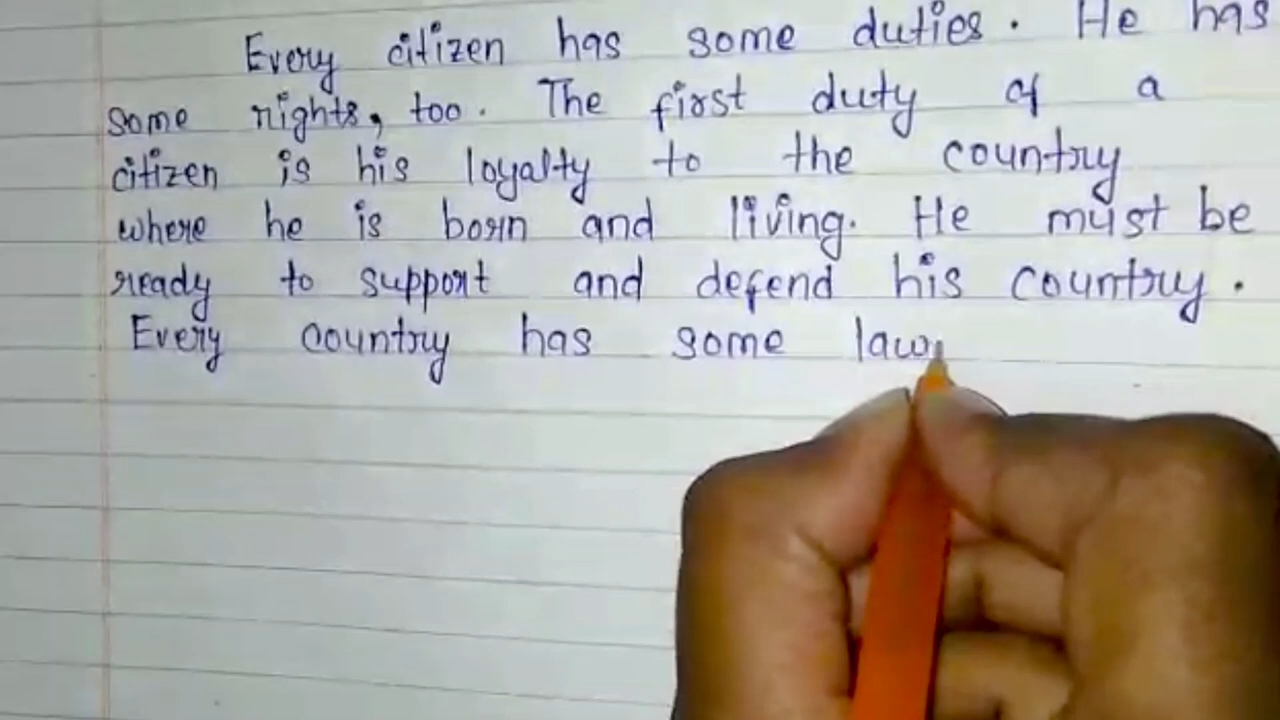 Every citizen has some duties. He has
some rights, too. The first duty of a
citizen is his loyalty to the country
where he is born and living. He must be
ready to support and defend his country.
Every country has some law